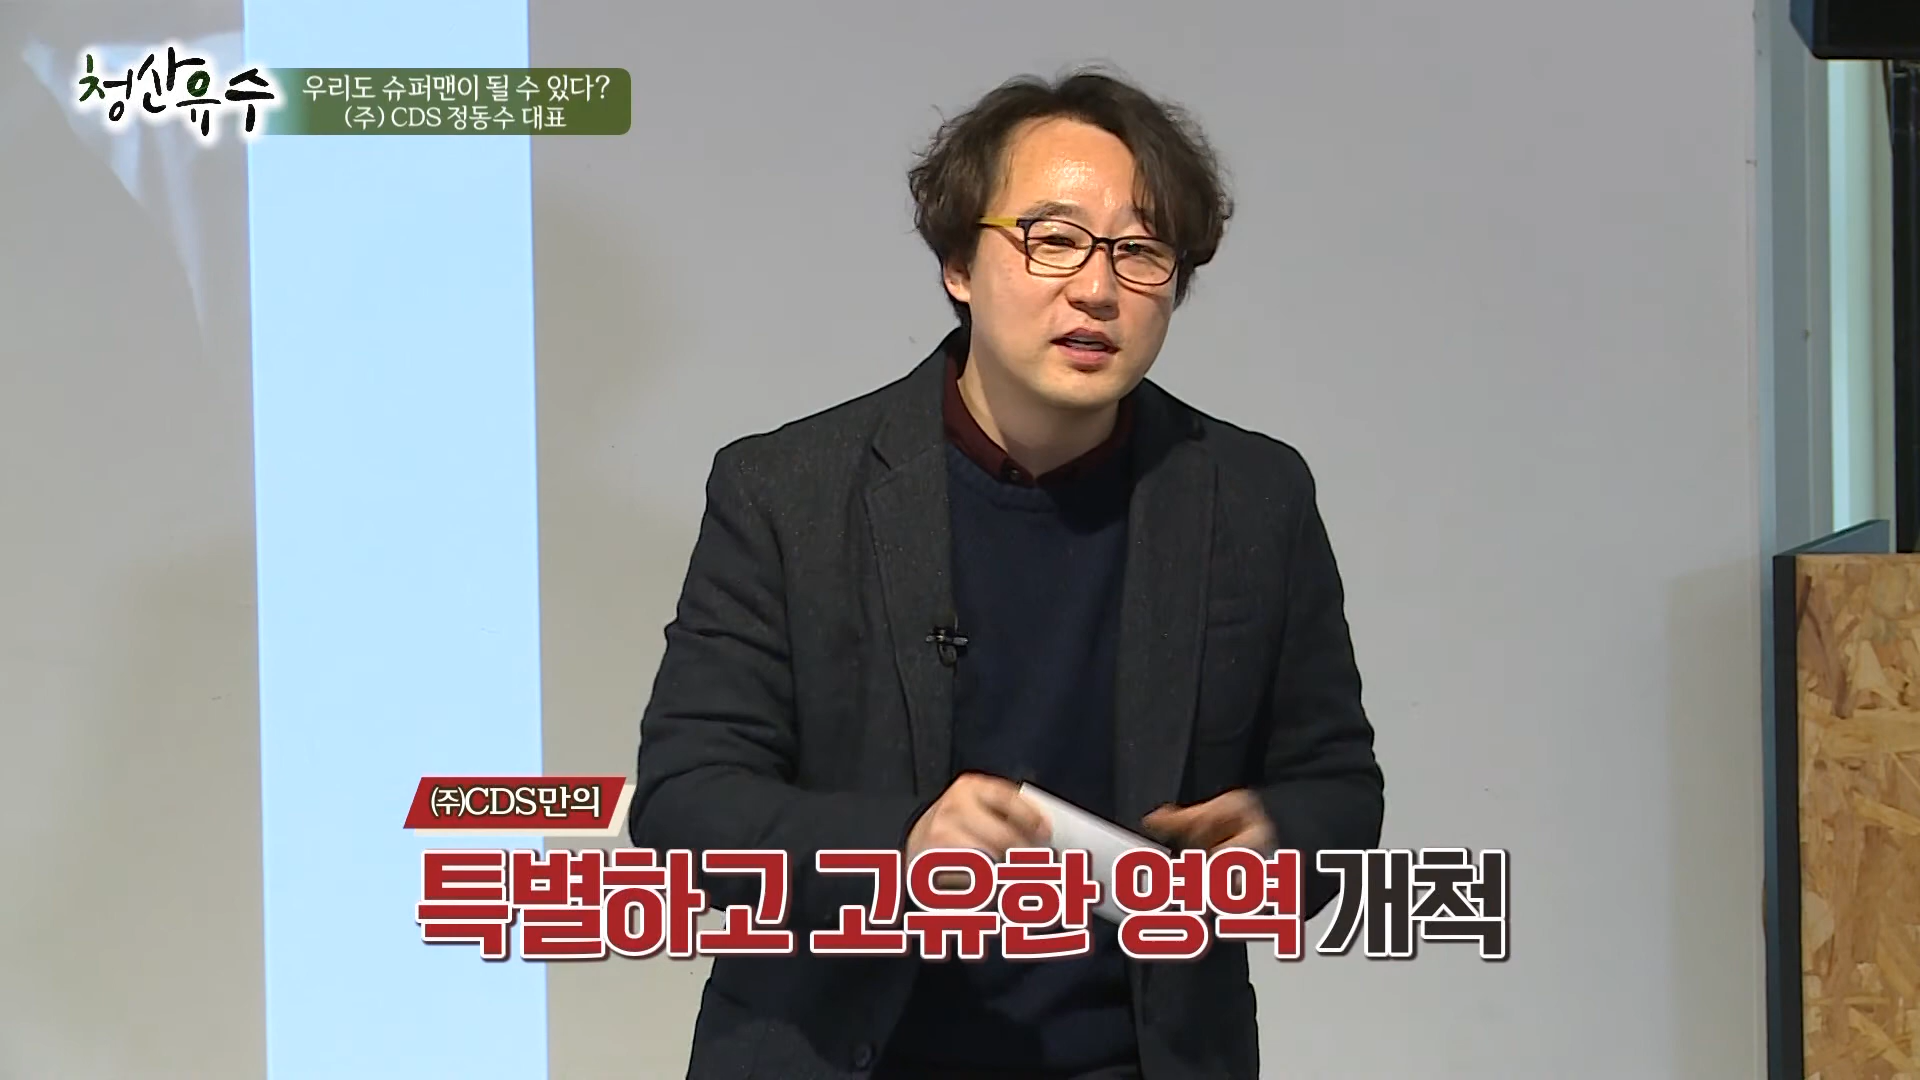 청산유수
우리도 슈퍼맨이 될 수 있다?
(주) CDS 정동수 대표
㈜CDS만의
특별하고 고유한 영역 개척